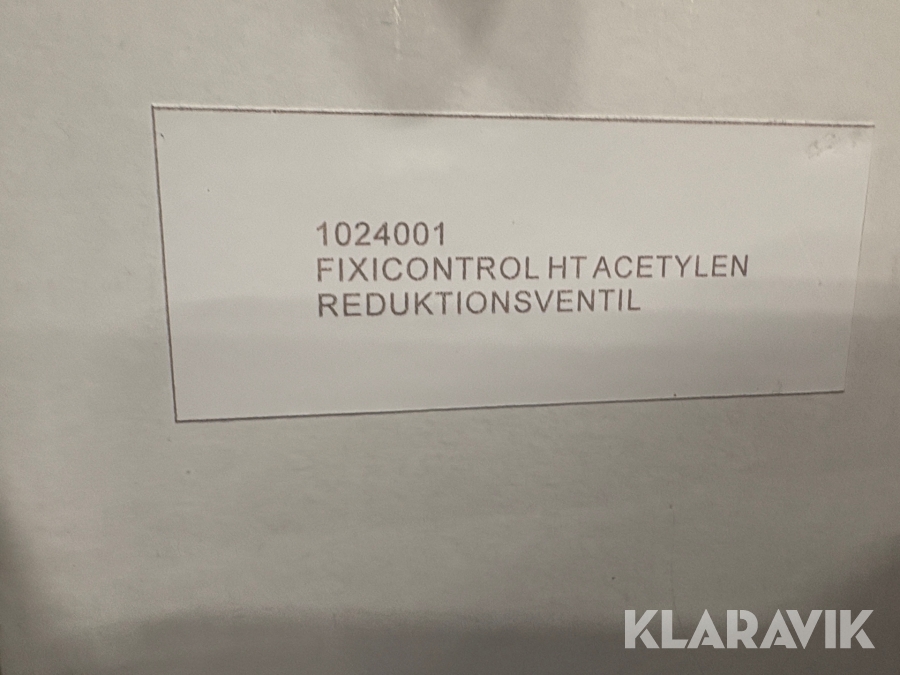 1024001
FIXICONTROL HT ACETYLEN
REDUKTIONSVENTIL
KLARAVIK